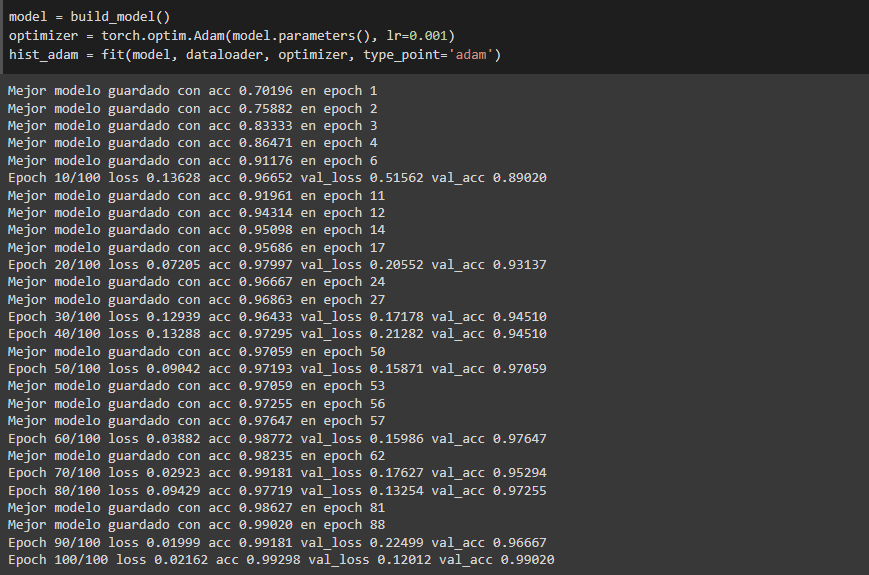 model = build_model()
optimizer = torch.optim.Adam(model.parameters(), lr=0.001)
hist_adam = fit(model, dataloader, optimizer, type_point='adam')
Mejor modelo guardado con acc 0.70196 en epoch 1
Mejor modelo guardado con acc 0.75882 en epoch 2
Mejor modelo guardado con acc 0.83333 en epoch 3
Mejor modelo guardado con acc 0.86471 en epoch 4
Mejor modelo guardado con acc 0.91176 en epoch 6
Epoch 10/100 loss 0.13628 acc 0.96652 val_loss 0.51562 val_acc 0.89020
Mejor modelo guardado con acc 0.91961 en epoch 11
Mejor modelo guardado con acc 0.94314 en epoch 12
Mejor modelo guardado con acc 0.95098 en epoch 14
Mejor modelo guardado con acc 0.95686 en epoch 17
Epoch 20/100 loss 0.07205 acc 0.97997 val_loss 0.20552 val_acc 0.93137
Mejor modelo guardado con acc 0.96667 en epoch 24
Mejor modelo guardado con acc 0.96863 en epoch 27
Epoch 30/100 loss 0.12939 acc 0.96433 val_loss 0.17178 val_acc 0.94510
Epoch 40/100 loss 0.13288 acc 0.97295 val_loss 0.21282 val_acc 0.94510
Mejor modelo guardado con acc 0.97059 en epoch 50
Epoch 50/100 loss 0.09042 acc 0.97193 val_loss 0.15871 val_acc 0.97059
Mejor modelo guardado con acc 0.97059 en epoch 53
Mejor modelo guardado con acc 0.97255 en epoch 56
Mejor modelo guardado con acc 0.97647 en epoch 57
Epoch 60/100 loss 0.03882 acc 0.98772 val_loss 0.15986 val_acc 0.97647
Mejor modelo guardado con acc 0.98235 en epoch 62
Epoch 70/100 loss 0.02923 acc 0.99181 val_loss 0.17627 val_acc 0.95294
Epoch 80/100 loss 0.09429 acc 0.97719 val_loss 0.13254 val_acc 0.97255
Mejor modelo guardado con acc 0.98627 en epoch 81
Mejor modelo guardado con acc 0.99020 en epoch 88
Epoch 90/100 loss 0.01999 acc 0.99181 val_loss 0.22499 val_acc 0.96667
Epoch 100/100 loss 0.02162 acc 0.99298 val_loss 0.12012 val_acc 0.99020